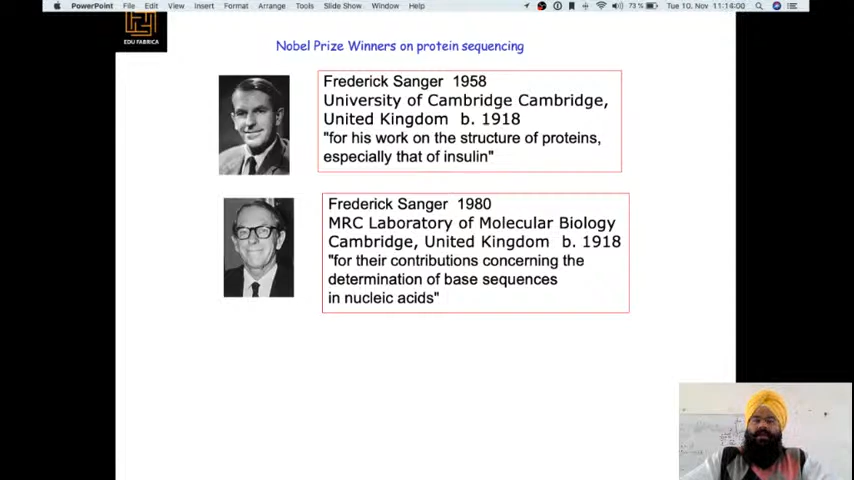 PowerPoint File Edit View Insert Format Arrange Tools Slide Show Window Help 73 % Tue 10. Nov 11:14:00
EDU FABRICA
Nobel Prize Winners on protein sequencing
Frederick Sanger 1958
University of Cambridge Cambridge,
United Kingdom b. 1918
"for his work on the structure of proteins,
especially that of insulin"
Frederick Sanger 1980
MRC Laboratory of Molecular Biology
Cambridge, United Kingdom b. 1918
"for their contributions concerning the
determination of base sequences
in nucleic acids"